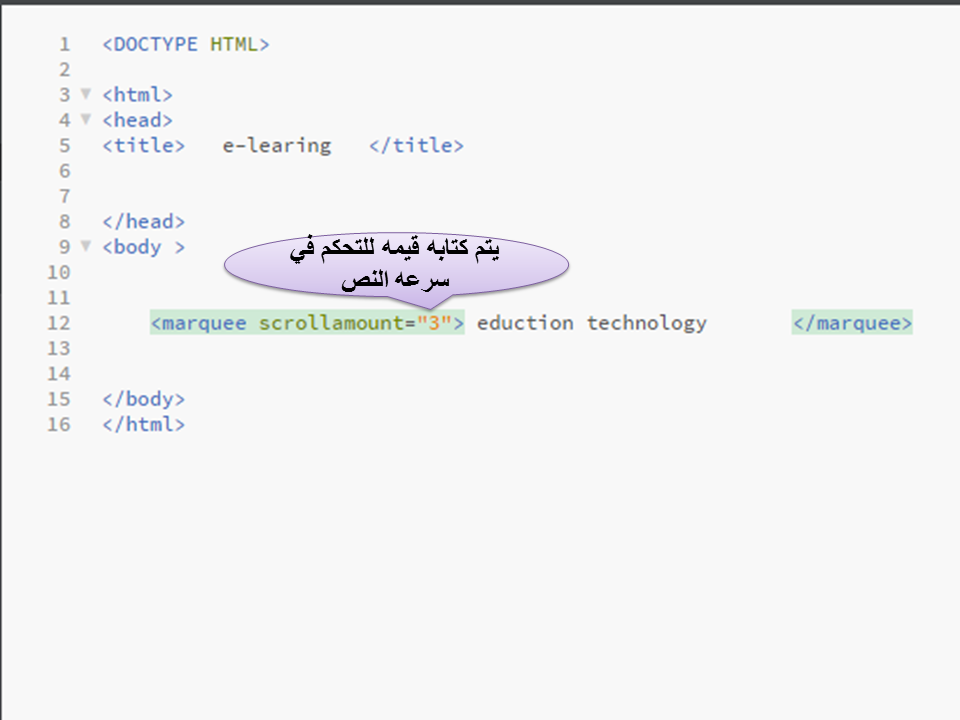 1 <DOCTYPE HTML>
2
3 <html>
4 <head>
5 <title> e-learing </title>
6
7
8 </head>
9 <body >
يتم كتابه قيمه للتحكم في
سرعه النص
10
11
12 <marquee scrollamount="3"> eduction technology </marquee>
13
14
15 </body>
16 </html>